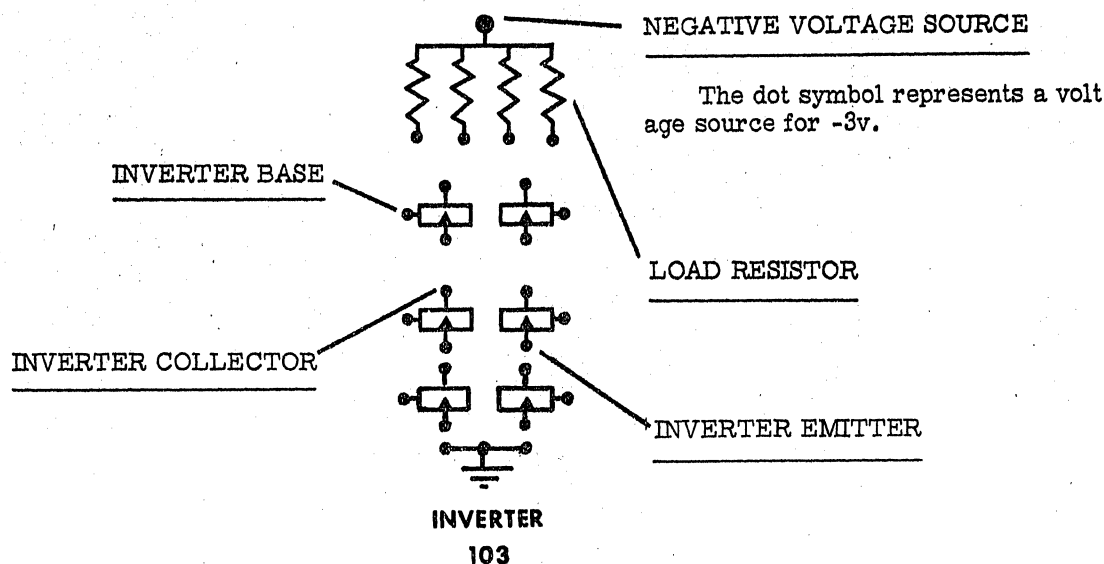 NEGATIVE VOLTAGE SOURCE
The dot symbol represents a volt
age source for -3v.
INVERTER BASE
LOAD RESISTOR
INVERTER COLLECTOR
INVERTER EMITTER
INVERTER
103